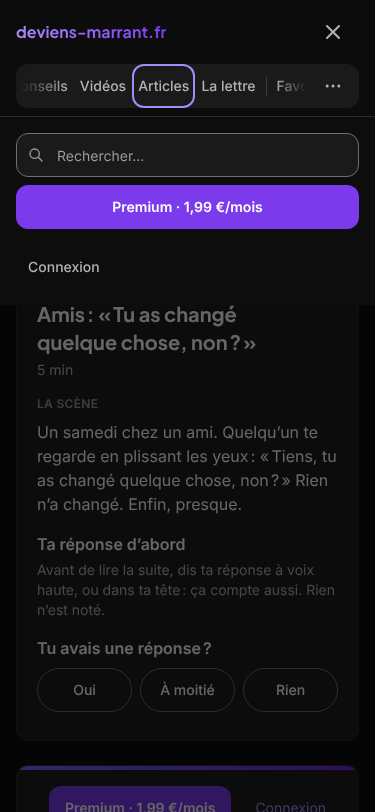 deviens-marrant.fr
onseils Vidéos Articles La lettre Favo
Rechercher...
Premium · 1,99 €/mois
Connexion
Amis : « Tu as changé
quelque chose, non ? »
5 min
LA SCÈNE
Un samedi chez un ami. Quelqu’un te
regarde en plissant les yeux : « Tiens, tu
as changé quelque chose, non ? » Rien
n’a changé. Enfin, presque.
Ta réponse d’abord
Avant de lire la suite, dis ta réponse à voix
haute, ou dans ta tête : ça compte aussi. Rien
n’est noté.
Tu avais une réponse ?
Oui À moitié Rien
Premium · 1,99 €/mois Connexion